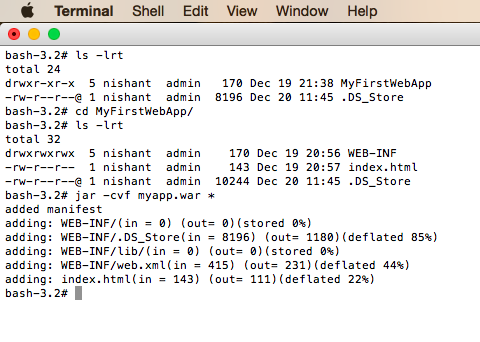 Terminal Shell Edit View Window Help
bash-3.2# ls -lrt
total 24
drwxr-xr-x  5 nishant  admin   170 Dec 19 21:38 MyFirstWebApp
-rw-r--r--@ 1 nishant  admin  8196 Dec 20 11:45 .DS_Store
bash-3.2# cd MyFirstWebApp/
bash-3.2# ls -lrt
total 32
drwxrwxrwx  5 nishant  admin    170 Dec 19 20:56 WEB-INF
-rw-r--r--  1 nishant  admin    143 Dec 19 20:57 index.html
-rw-r--r--@ 1 nishant  admin  10244 Dec 20 11:45 .DS_Store
bash-3.2# jar -cvf myapp.war *
added manifest
adding: WEB-INF/(in = 0) (out= 0)(stored 0%)
adding: WEB-INF/.DS_Store(in = 8196) (out= 1180)(deflated 85%)
adding: WEB-INF/lib/(in = 0) (out= 0)(stored 0%)
adding: WEB-INF/web.xml(in = 415) (out= 231)(deflated 44%)
adding: index.html(in = 143) (out= 111)(deflated 22%)
bash-3.2#